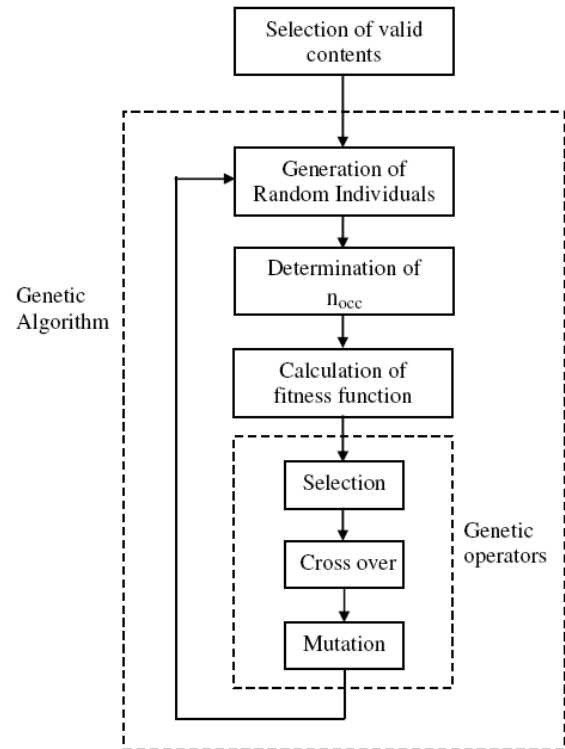 Selection of valid
contents
Generation of
Random Individuals
Determination of
nocc
Genetic
Algorithm
Calculation of
fitness function
Selection
Genetic
operators
Cross over
Mutation